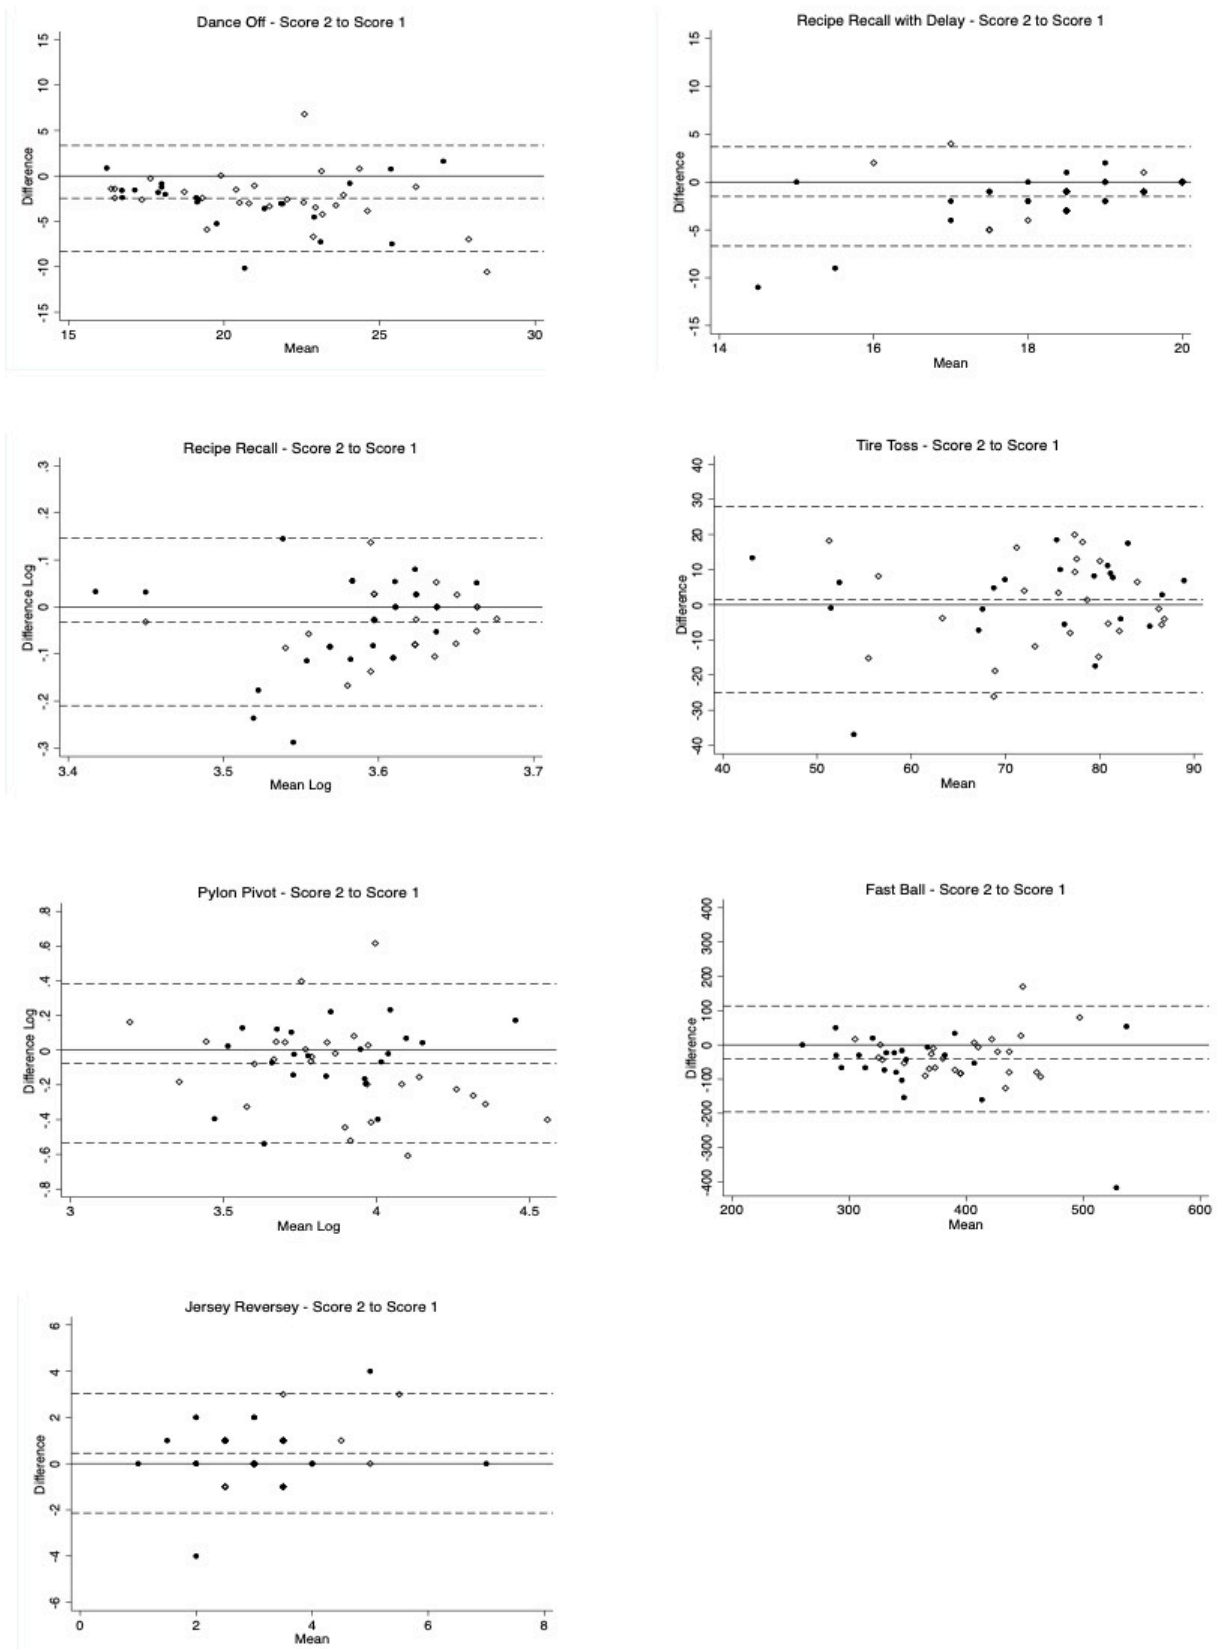 Dance Off - Score 2 to Score 1
15
10
5
0
-5
-10
-15
Difference
15 20 25 30
Mean
Recipe Recall with Delay - Score 2 to Score 1
15
10
5
0
-5
-10
-15
Difference
14 16 18 20
Mean
Recipe Recall - Score 2 to Score 1
.3
.2
.1
0
-.1
-.2
-.3
Difference Log
3.4 3.5 3.6 3.7
Mean Log
Tire Toss - Score 2 to Score 1
40
30
20
10
0
-10
-20
-30
-40
Difference
40 50 60 70 80 90
Mean
Pylon Pivot - Score 2 to Score 1
.8
.6
.4
.2
0
-.2
-.4
-.6
-.8
Difference Log
3 3.5 4 4.5
Mean Log
Fast Ball - Score 2 to Score 1
400
300
200
100
0
-100
-200
-300
-400
Difference
200 300 400 500 600
Mean
Jersey Reversey - Score 2 to Score 1
6
4
2
0
-2
-4
-6
Difference
0 2 4 6 8
Mean